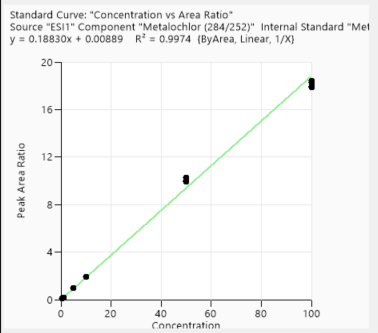 Standard Curve: "Concentration vs Area Ratio"
Source "ESI1" Component "Metalochlor (284/252)" Internal Standard "Met
y = 0.18830x + 0.00889 R² = 0.9974 (ByArea, Linear, 1/X)
20
16
12
8
4
0
Peak Area Ratio
0 20 40 60 80 100
Concentration